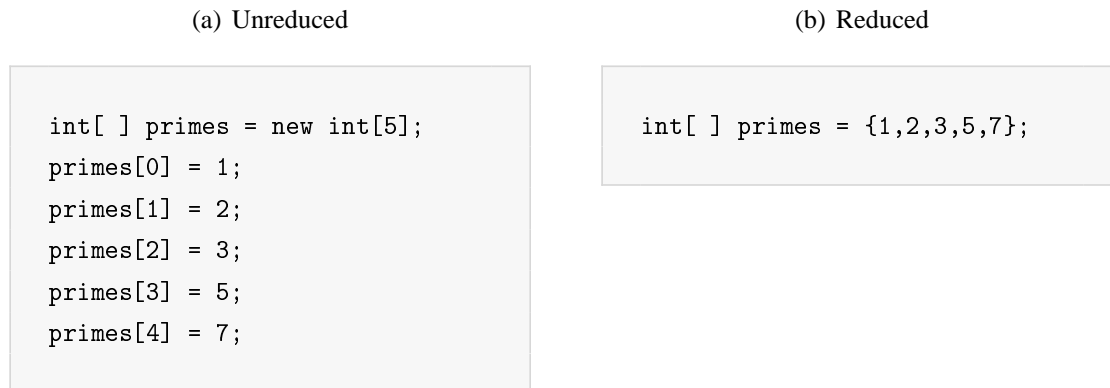 (a) Unreduced
int[ ] primes = new int[5];
primes[0] = 1;
primes[1] = 2;
primes[2] = 3;
primes[3] = 5;
primes[4] = 7;
(b) Reduced
int[ ] primes = {1,2,3,5,7};